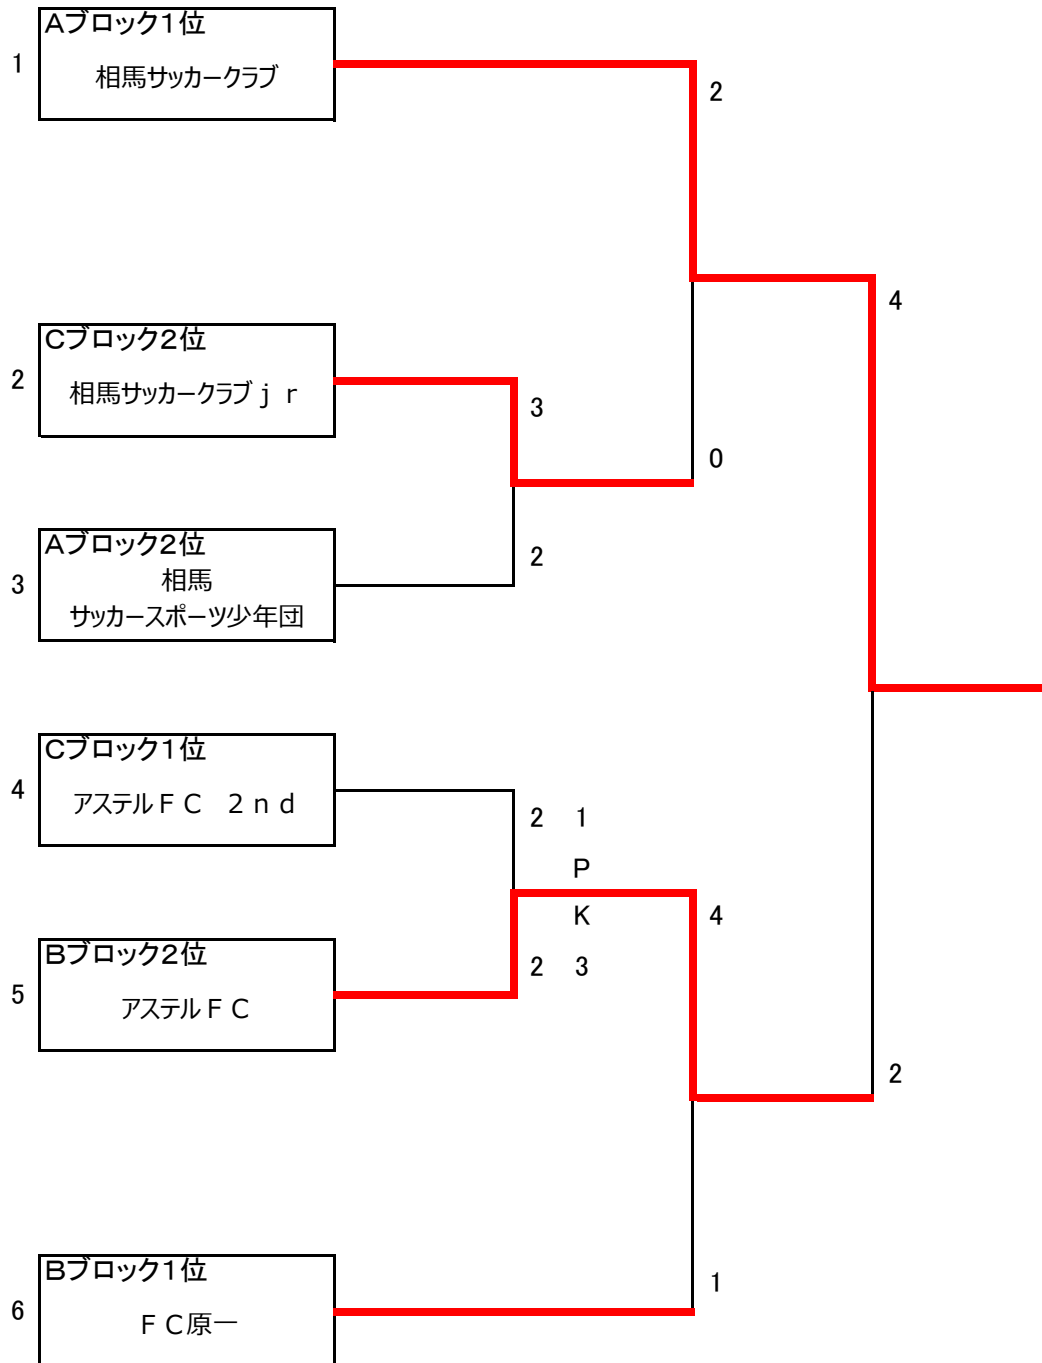 Aブロック1位
1
相馬サッカークラブ
2
4
Cブロック2位
2
相馬サッカークラブｊｒ
3
0
Aブロック2位
2
相馬
3
サッカースポーツ少年団
Cブロック1位
4
アステルＦＣ　２ｎｄ
2 1
P
K
4
Bブロック2位
2 3
5
アステルＦＣ
2
Bブロック1位
1
6
ＦＣ原一